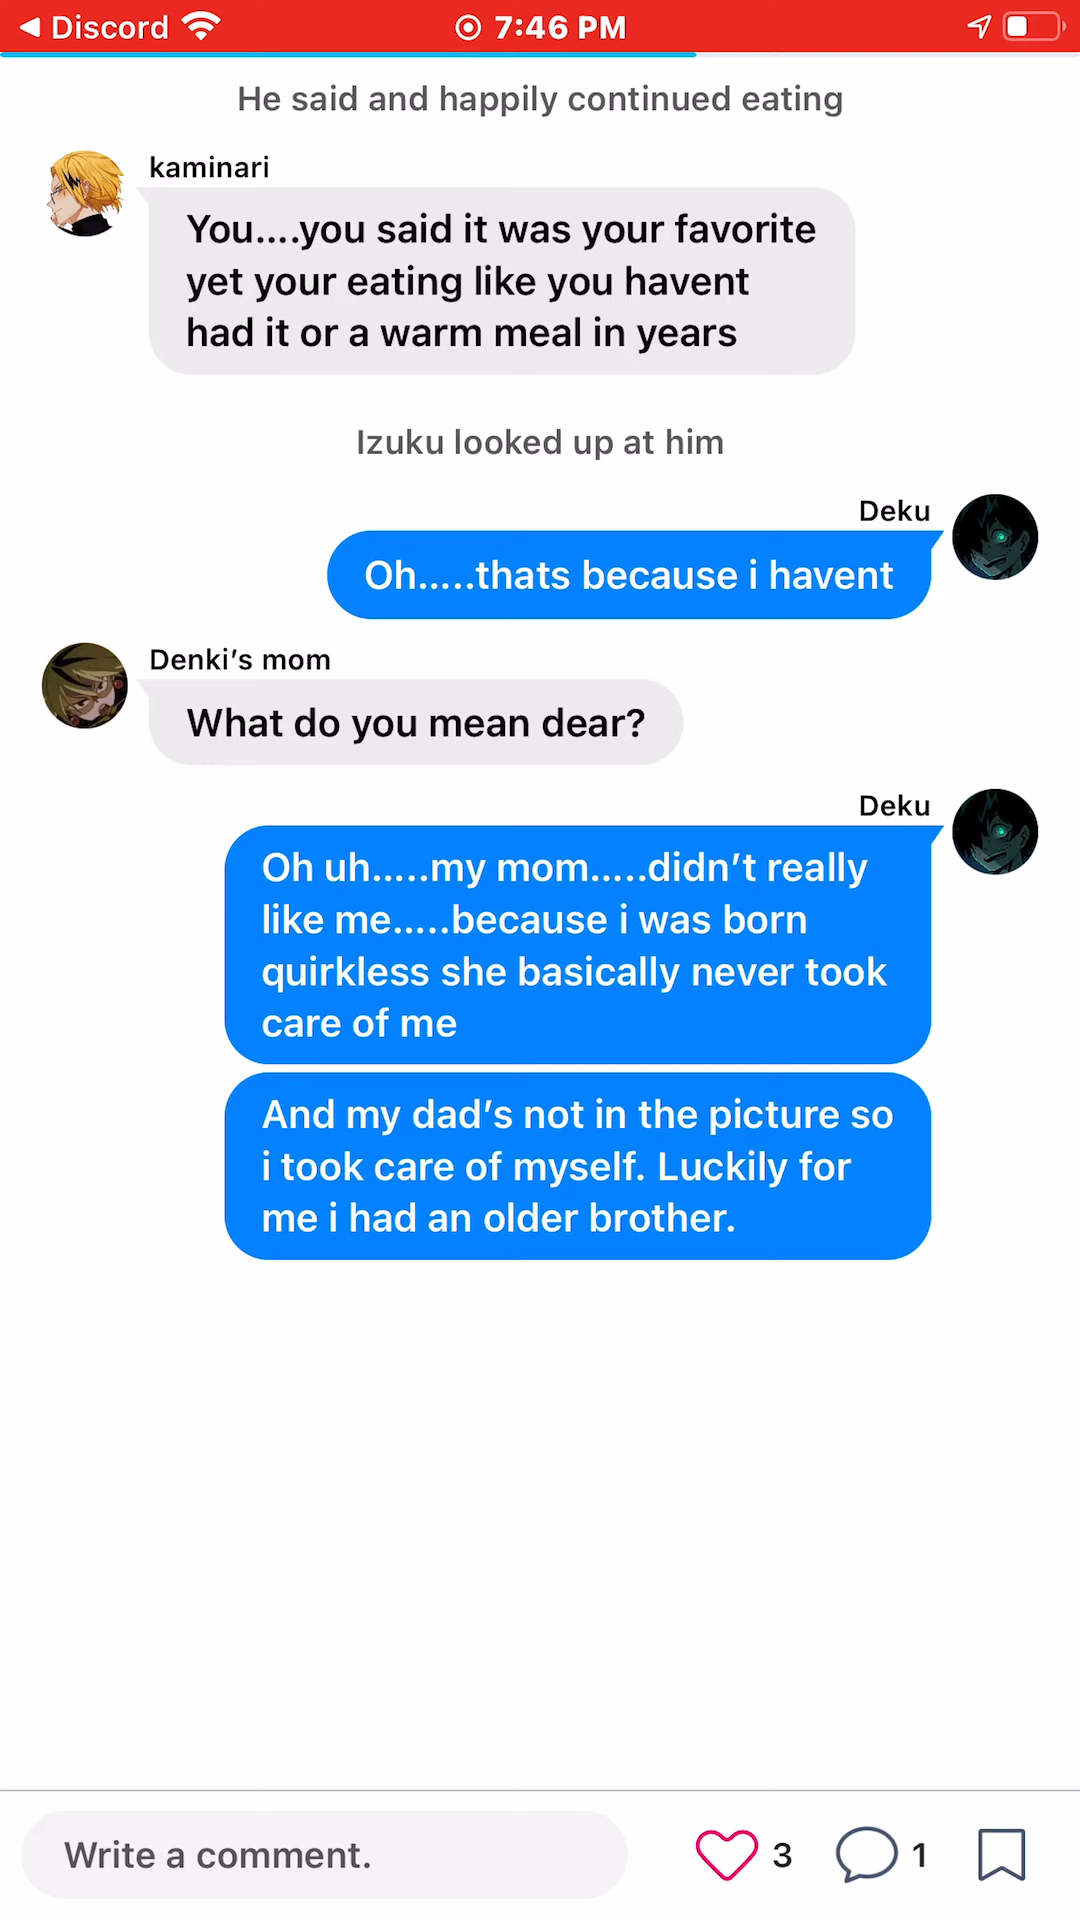 Discord
7:46 PM
He said and happily continued eating
kaminari
You....you said it was your favorite
yet your eating like you havent
had it or a warm meal in years
Izuku looked up at him
Deku
Oh.....thats because i havent
Denki’s mom
What do you mean dear?
Deku
Oh uh.....my mom.....didn’t really
like me.....because i was born
quirkless she basically never took
care of me
And my dad’s not in the picture so
i took care of myself. Luckily for
me i had an older brother.
Write a comment.
3
1